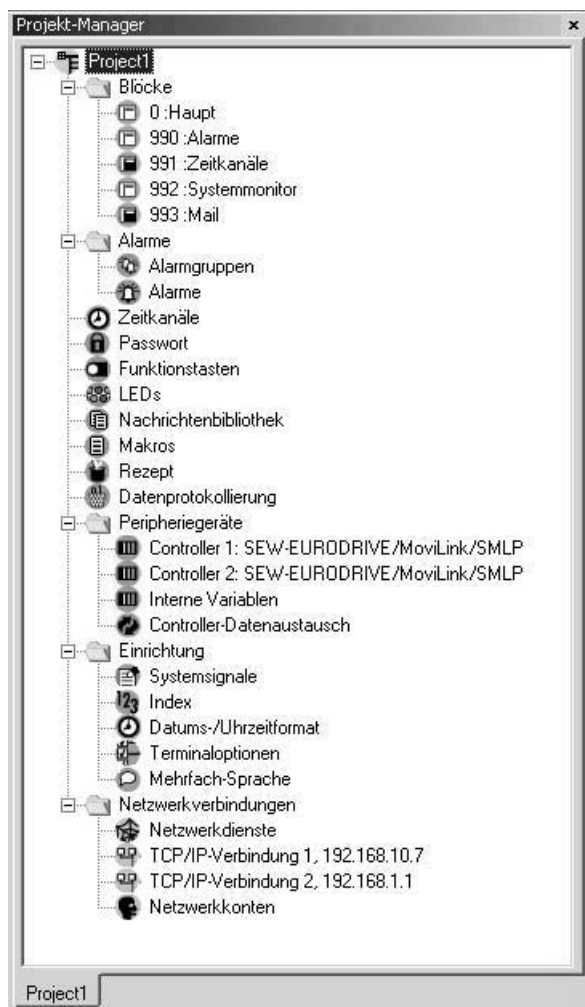 Projekt-Manager
Project1
Blöcke
0 :Haupt
990 :Alarme
991 :Zeitkanäle
992 :Systemmonitor
993 :Mail
Alarme
Alarmgruppen
Alarme
Zeitkanäle
Passwort
Funktionstasten
LEDs
Nachrichtenbibliothek
Makros
Rezept
Datenprotokollierung
Peripheriegeräte
Controller 1: SEW-EURODRIVE/MoviLink/SMLP
Controller 2: SEW-EURODRIVE/MoviLink/SMLP
Interne Variablen
Controller-Datenaustausch
Einrichtung
Systemsignale
Index
Datums-/Uhrzeitformat
Terminaloptionen
Mehrfach-Sprache
Netzwerkverbindungen
Netzwerkdienste
TCP/IP-Verbindung 1, 192.168.10.7
TCP/IP-Verbindung 2, 192.168.1.1
Netzwerkkonten
Project1